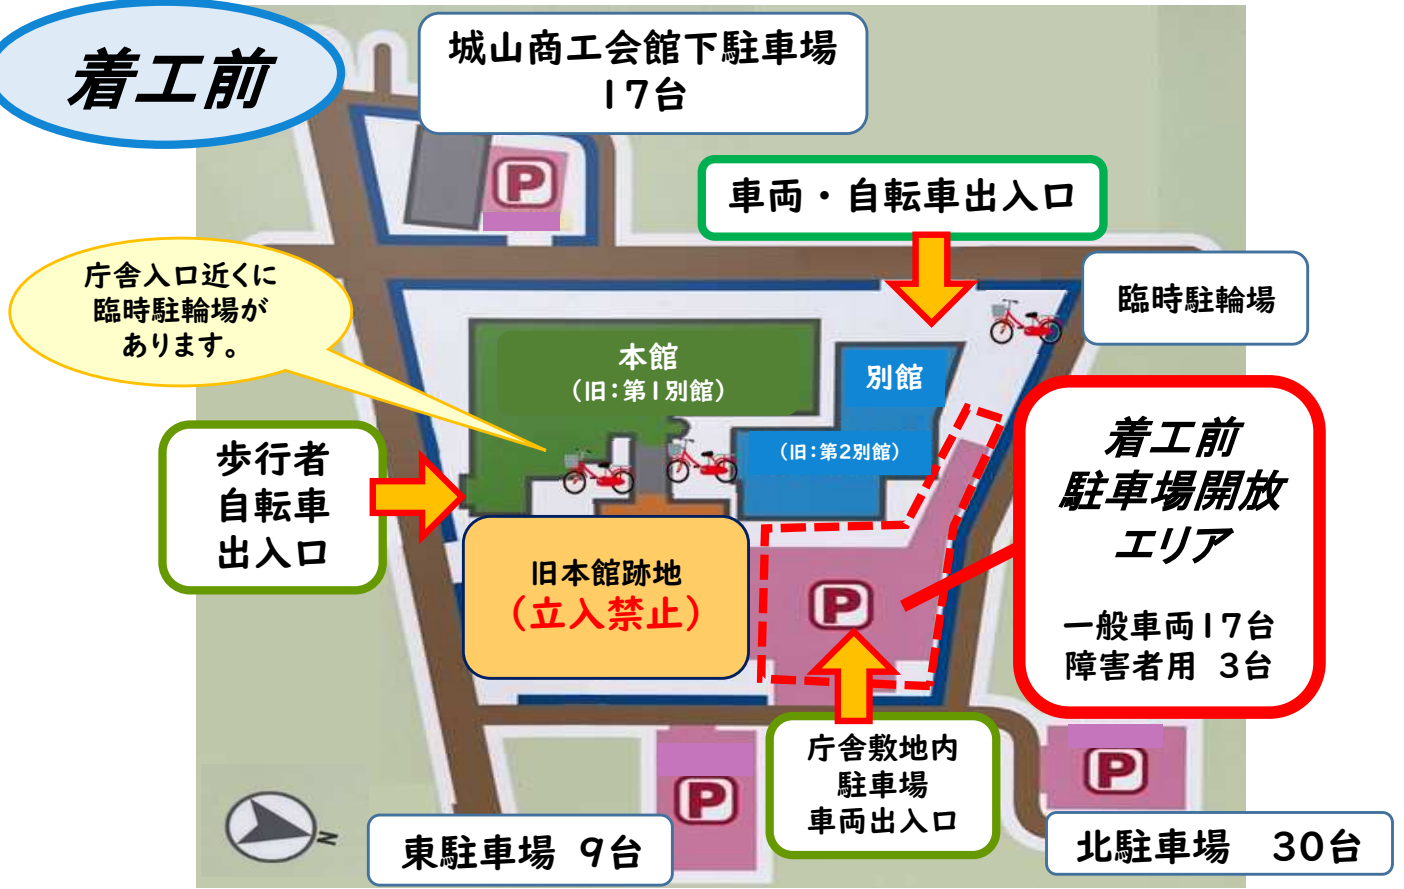 着工前
城山商工会館下駐車場
17台
P
車両・自転車出入口
庁舎入口近くに
臨時駐輪場が
あります。
臨時駐輪場
本館
（旧：第1別館）
別館
（旧：第2別館）
歩行者
自転車
出入口
着工前
駐車場開放
エリア
一般車両17台
障害者用 3台
旧本館跡地
（立入禁止）
P
庁舎敷地内
駐車場
車両出入口
P
P
N
東駐車場 9台
北駐車場 30台